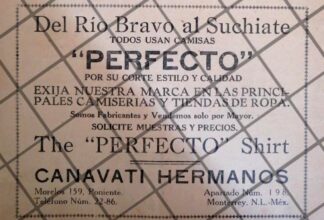 Del Río Bravo al Suchiate
TODOS USAN CAMISAS
"PERFECTO"
POR SU CORTE ESTILO Y CALIDAD
EXIJA NUESTRA MARCA EN LAS PRINCI-
PALES CAMISERIAS Y TIENDAS DE ROPA.
Somos Fabricantes y Vendemos solo por Mayor.
SOLICITE MUESTRAS Y PRECIOS.
The "PERFECTO" Shirt
CANAVATI HERMANOS
Morelos 159, Poniente.
Apartado Núm. 198.
Teléfono Núm. 22-86.
Monterrey, N.L.-Méx.